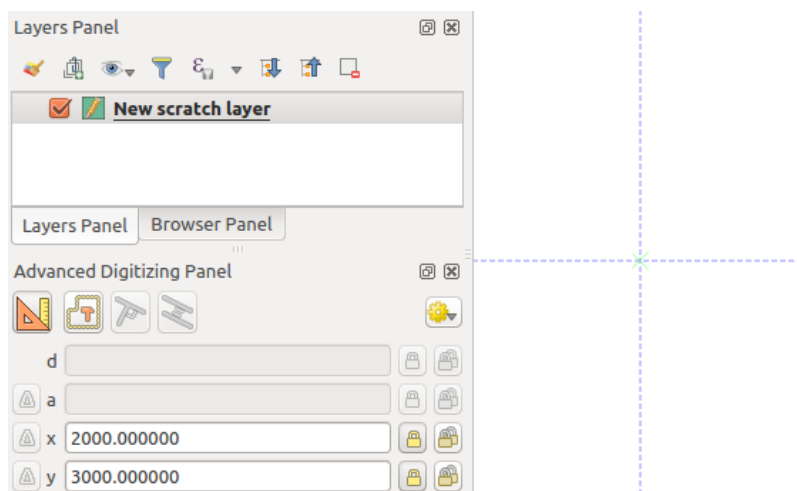 Layers Panel
New scratch layer
Layers Panel Browser Panel
Advanced Digitizing Panel
d
a
x 2000.000000
y 3000.000000